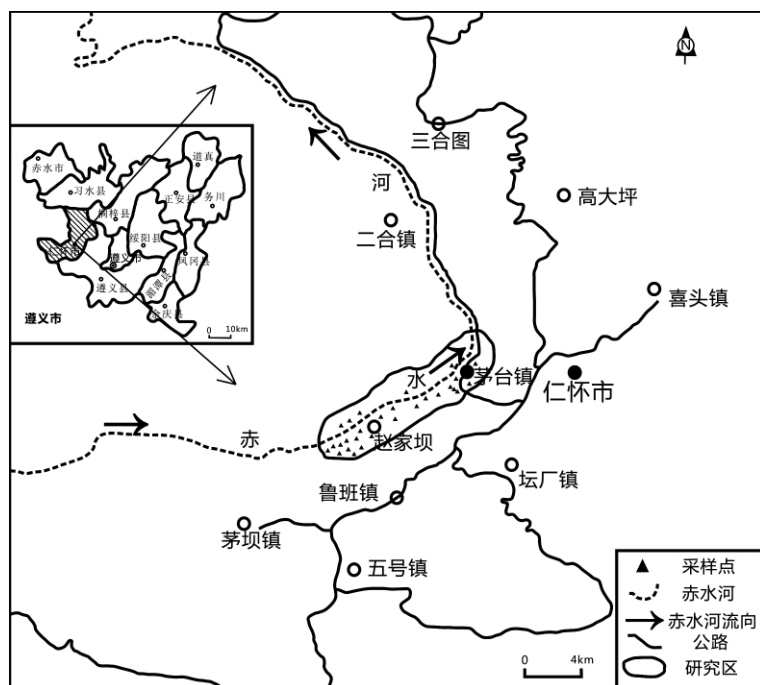 N
三合图
河
高大坪
二合镇
喜头镇
水
茅台镇
仁怀市
赤
赵家坝
坛厂镇
鲁班镇
茅坝镇
五号镇
赤水市
习水县
桐梓县
道真
正安县
务川
绥阳县
遵义市
凤冈县
湄潭县
遵义县
余庆县
遵义市
0 10km
采样点
赤水河
赤水河流向
公路
研究区
0 4km